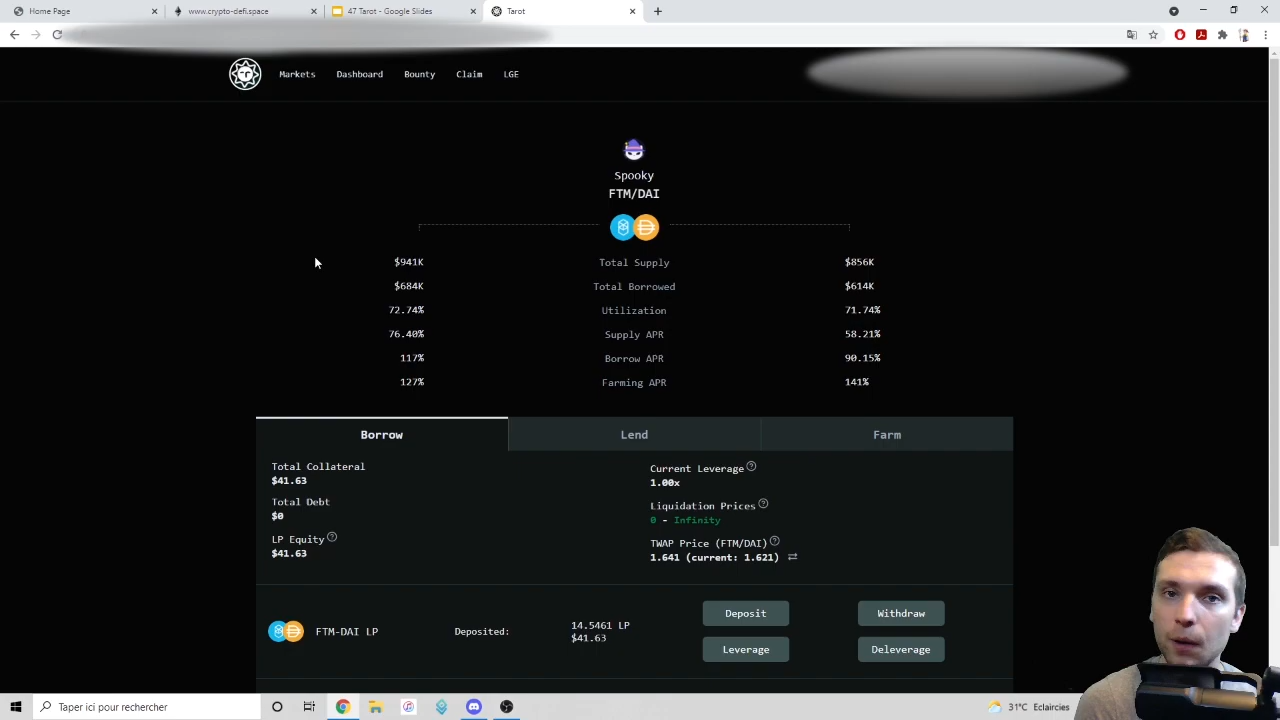 Home Page
www.crypto-defi.space
47 Tarot - Google Slides
Tarot
Markets Dashboard Bounty Claim LGE
Spooky
FTM/DAI
$941K Total Supply $856K
$684K Total Borrowed $614K
72.74% Utilization 71.74%
76.40% Supply APR 58.21%
117% Borrow APR 90.15%
127% Farming APR 141%
Borrow Lend Farm
Total Collateral
$41.63
Total Debt
$0
LP Equity
$41.63
Current Leverage
1.00x
Liquidation Prices
0 - Infinity
TWAP Price (FTM/DAI)
1.641 (current: 1.621)
FTM-DAI LP
Deposited:
14.5461 LP
$41.63
Deposit Withdraw
Leverage Deleverage
Taper ici pour rechercher
31°C Eclaircies